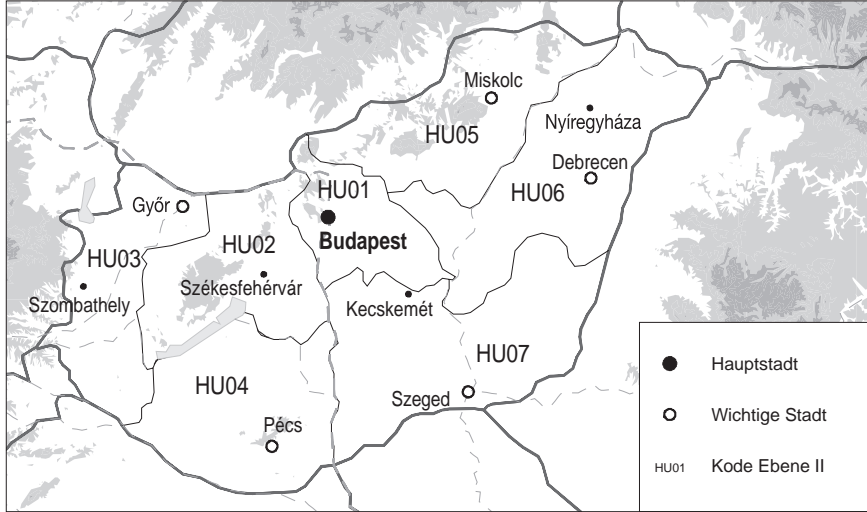 Miskolc
HU05
Nyíregyháza
Debrecen
HU06
HU01
Budapest
Győr
HU02
HU03
Székesfehérvár
Szombathely
Kecskemét
HU07
HU04
Szeged
Pécs
Hauptstadt
Wichtige Stadt
HU01 Kode Ebene II